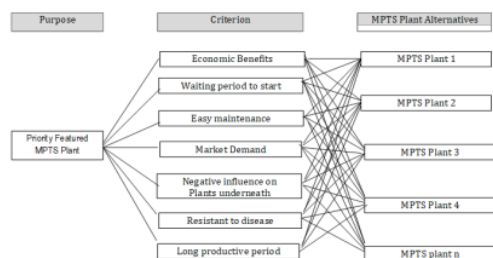 Purpose
Criterion
MPTS Plant Alternatives
Economic Benefits
Waiting period to start
Easy maintenance
Market Demand
Negative influence on
Plants underneath
Resistant to disease
Long productive period
Priority Featured
MPTS Plant
MPTS Plant 1
MPTS Plant 2
MPTS Plant 3
MPTS Plant 4
MPTS plant n